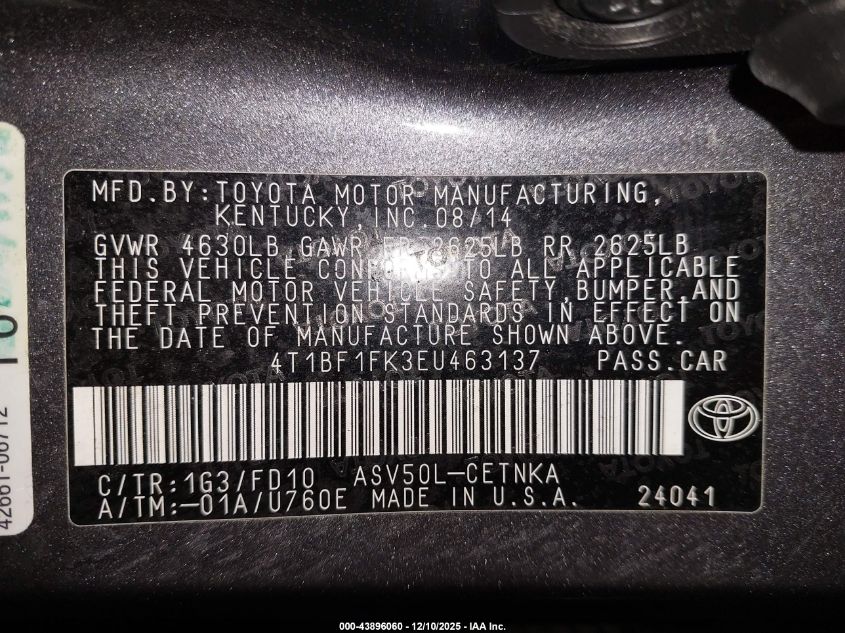 MFD. BY: TOYOTA MOTOR MANUFACTURING,
KENTUCKY, INC. 08/14
GVWR 4630LB GAWR FR 2625LB RR 2625LB
THIS VEHICLE CONFORMS TO ALL APPLICABLE
FEDERAL MOTOR VEHICLE SAFETY, BUMPER, AND
THEFT PREVENTION STANDARDS IN EFFECT ON
THE DATE OF MANUFACTURE SHOWN ABOVE.
4T1BF1FK3EU463137 PASS. CAR
C/TR: 1G3/FD10 ASV50L-CETNKA
A/TM: -01A/U760E MADE IN U.S.A. 24041
000-43896060 - 12/10/2025 - IAA Inc.